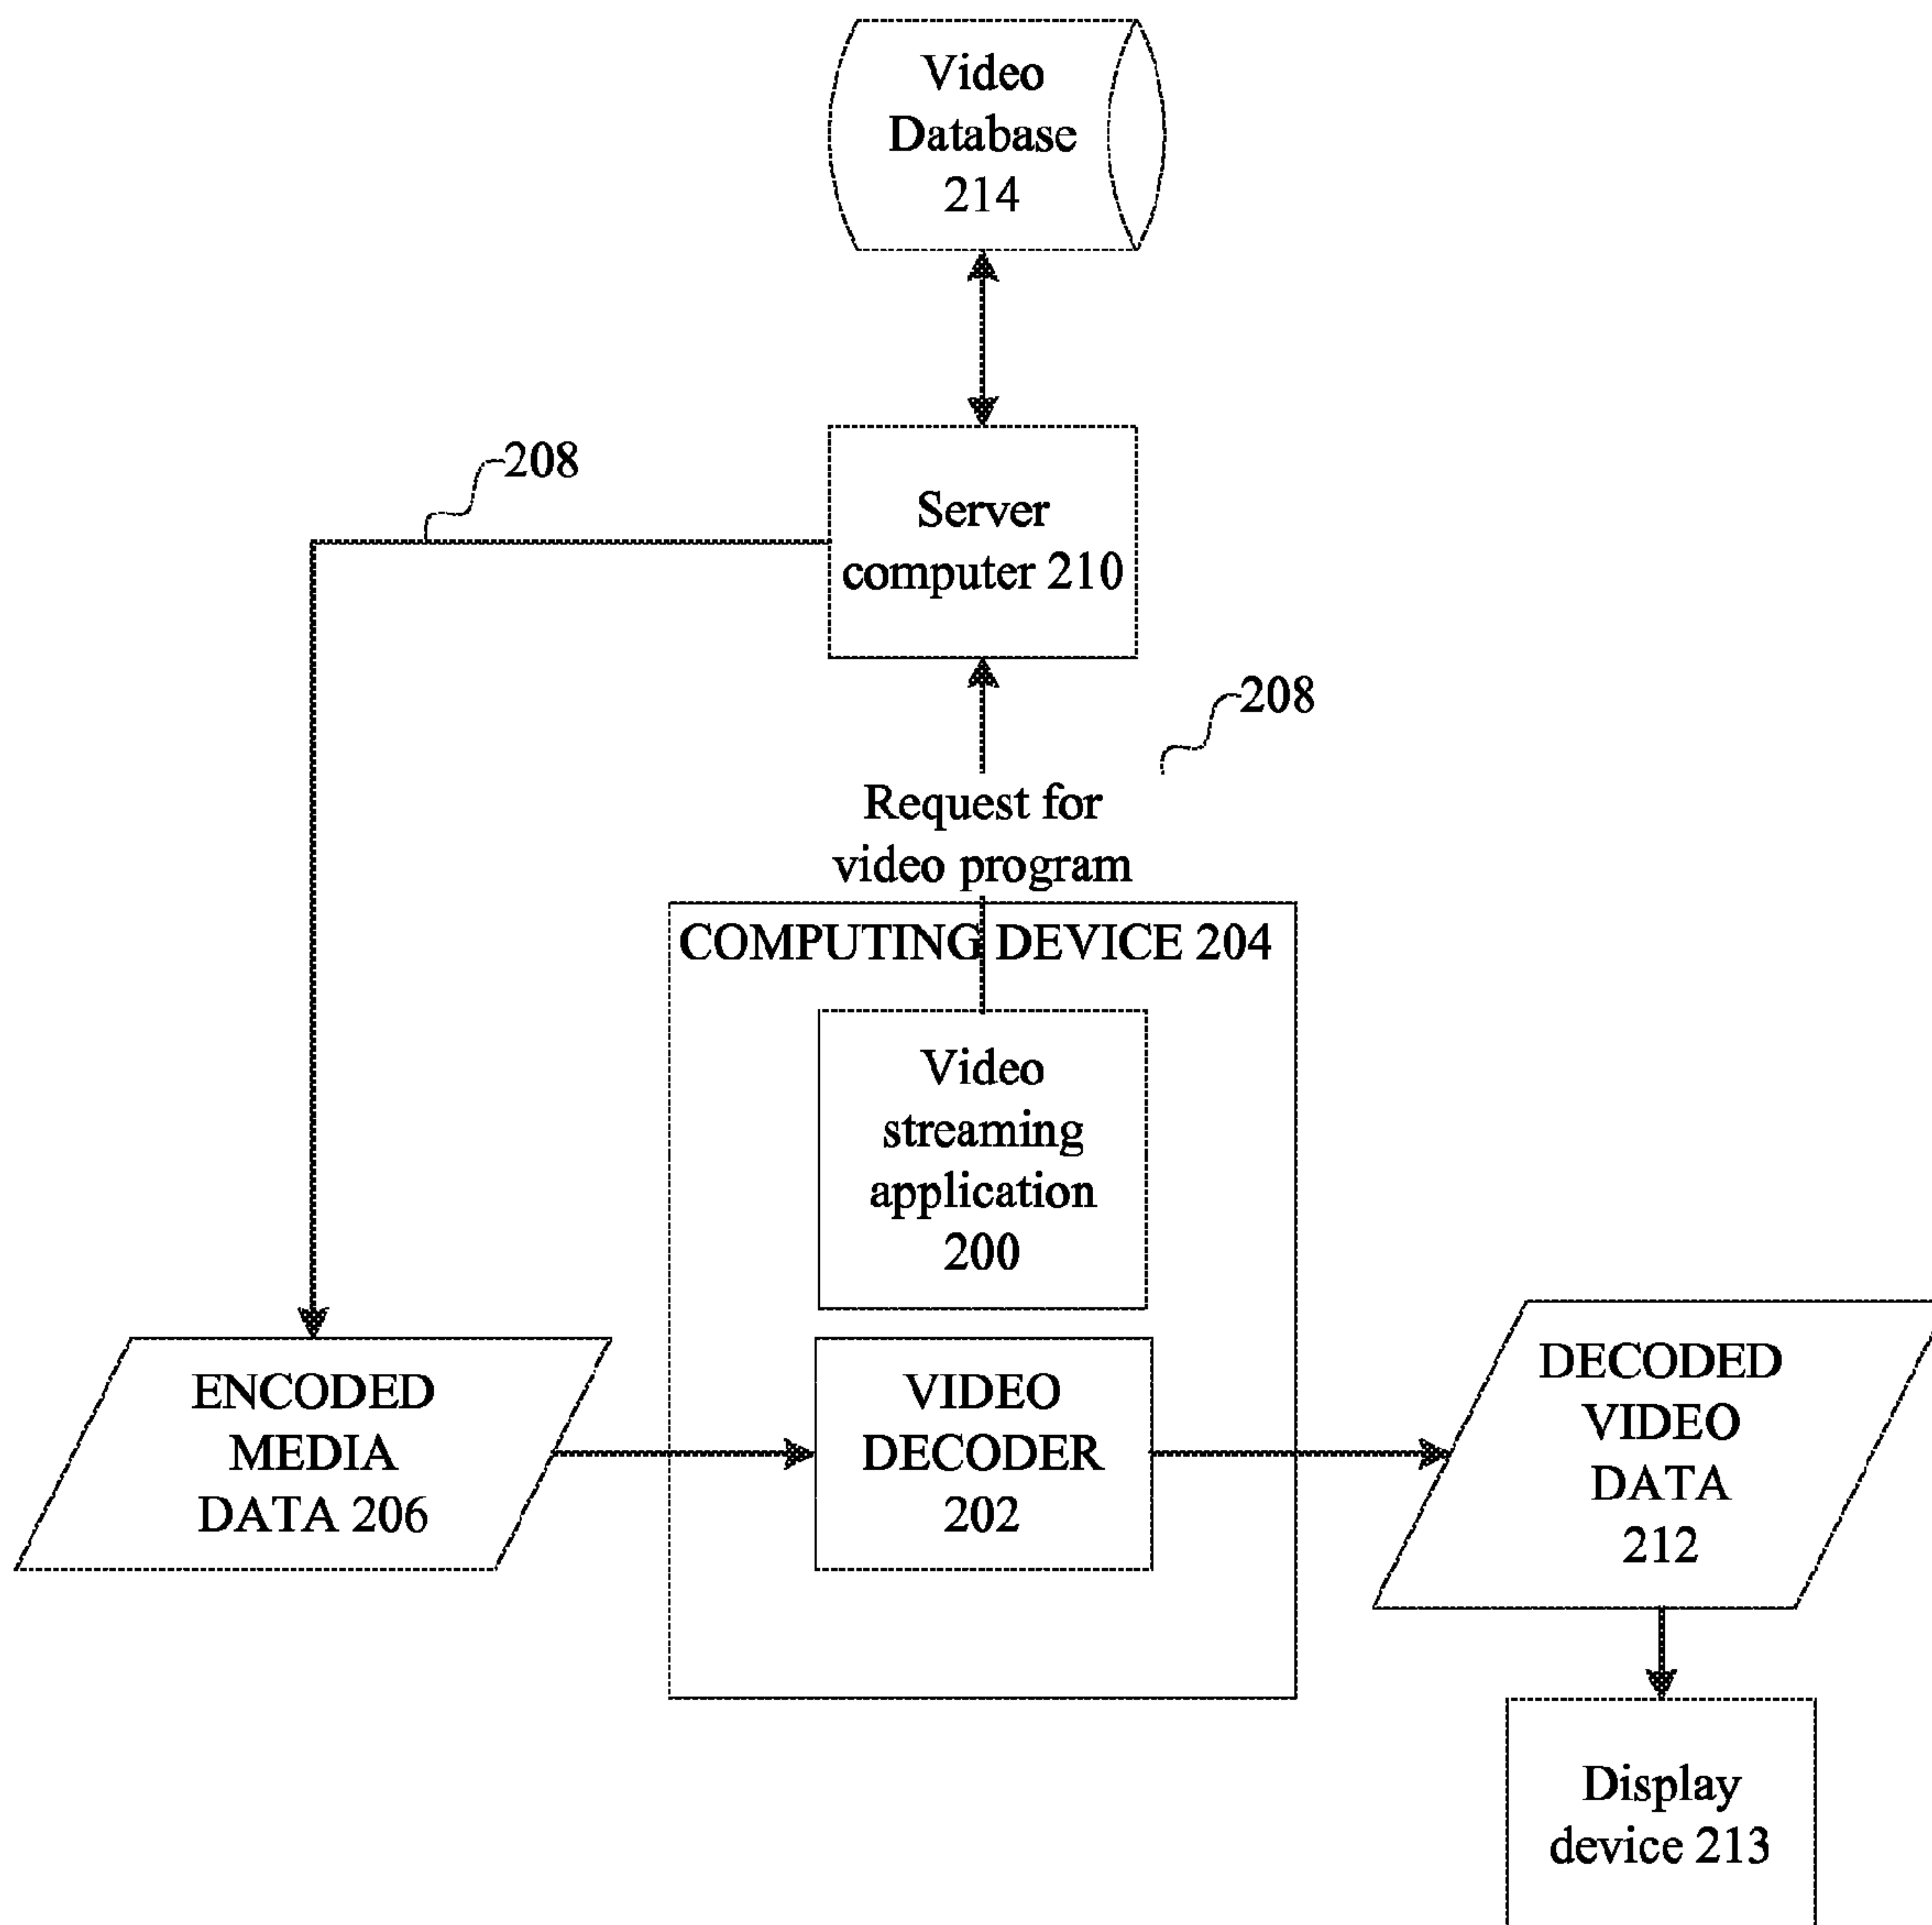 Video
Database
214
208
Server
computer 210
208
Request for
video program
COMPUTING DEVICE 204
Video
streaming
application
200
ENCODED
MEDIA
DATA 206
VIDEO
DECODER
202
DECODED
VIDEO
DATA
212
Display
device 213